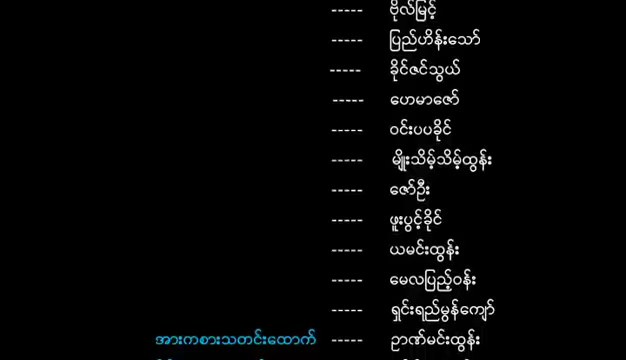 ----- ဗိုလ်မြင့်
----- ပြည်ဟိန်းသော်
----- ခိုင်ဇင်သွယ်
----- ဟေမာဇော်
----- ဝင်းပပခိုင်
----- မျိုးသိမ့်သိမ့်ထွန်း
----- ဇော်ဦး
----- ဖူးပွင့်ခိုင်
----- ယမင်းထွန်း
----- မေလပြည့်ဝန်း
----- ရှင်းရည်မွန်ကျော်
အားကစားသတင်းထောက် ----- ဉာဏ်မင်းထွန်း